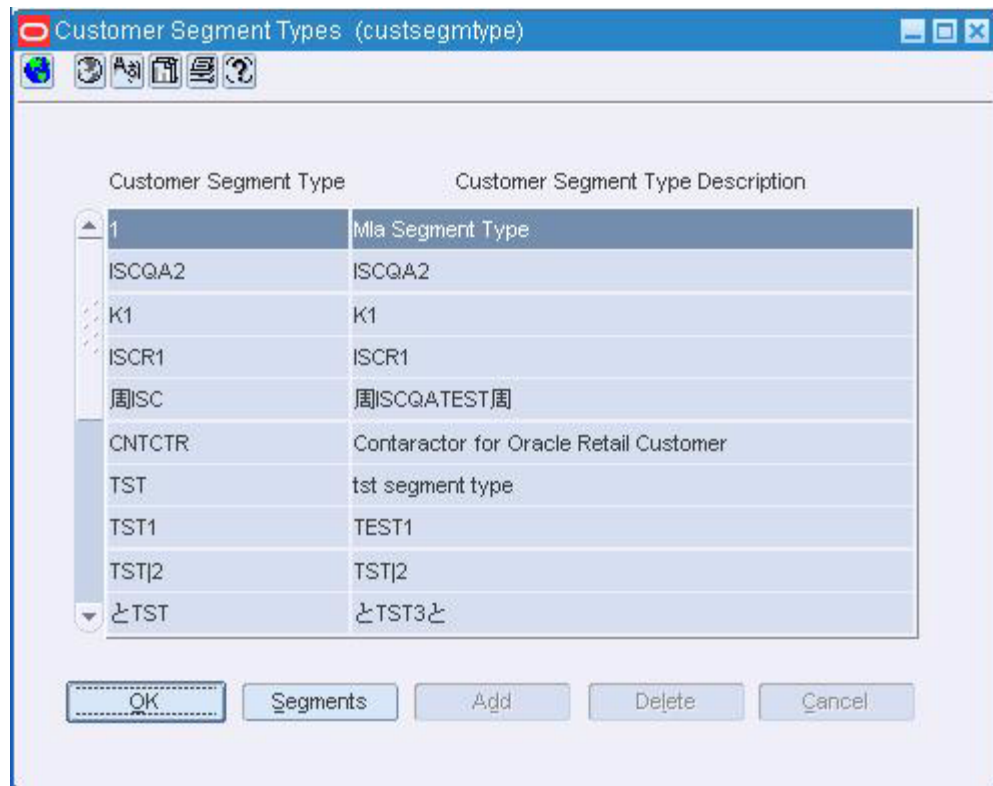 Customer Segment Types (custsegmtype)
Customer Segment Type Customer Segment Type Description
1 Mla Segment Type
ISCQA2 ISCQA2
K1 K1
ISCR1 ISCR1
周ISC 周ISCQATEST周
CNTCTR Contaractor for Oracle Retail Customer
TST tst segment type
TST1 TEST1
TST|2 TST|2
とTST とTST3と
OK Segments Add Delete Cancel